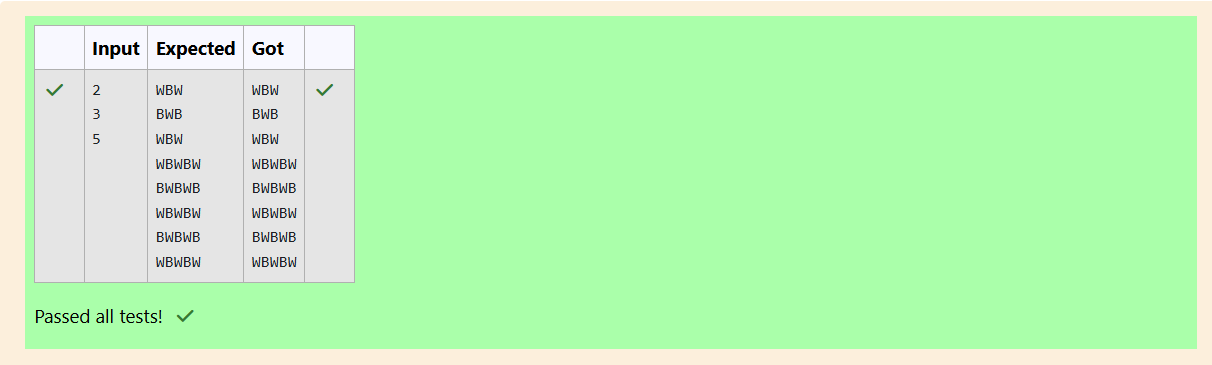 Input Expected Got
2 WBW WBW
3 BWB BWB
5 WBW WBW
WBWBW WBWBW
BWBWB BWBWB
WBWBW WBWBW
BWBWB BWBWB
WBWBW WBWBW
Passed all tests!